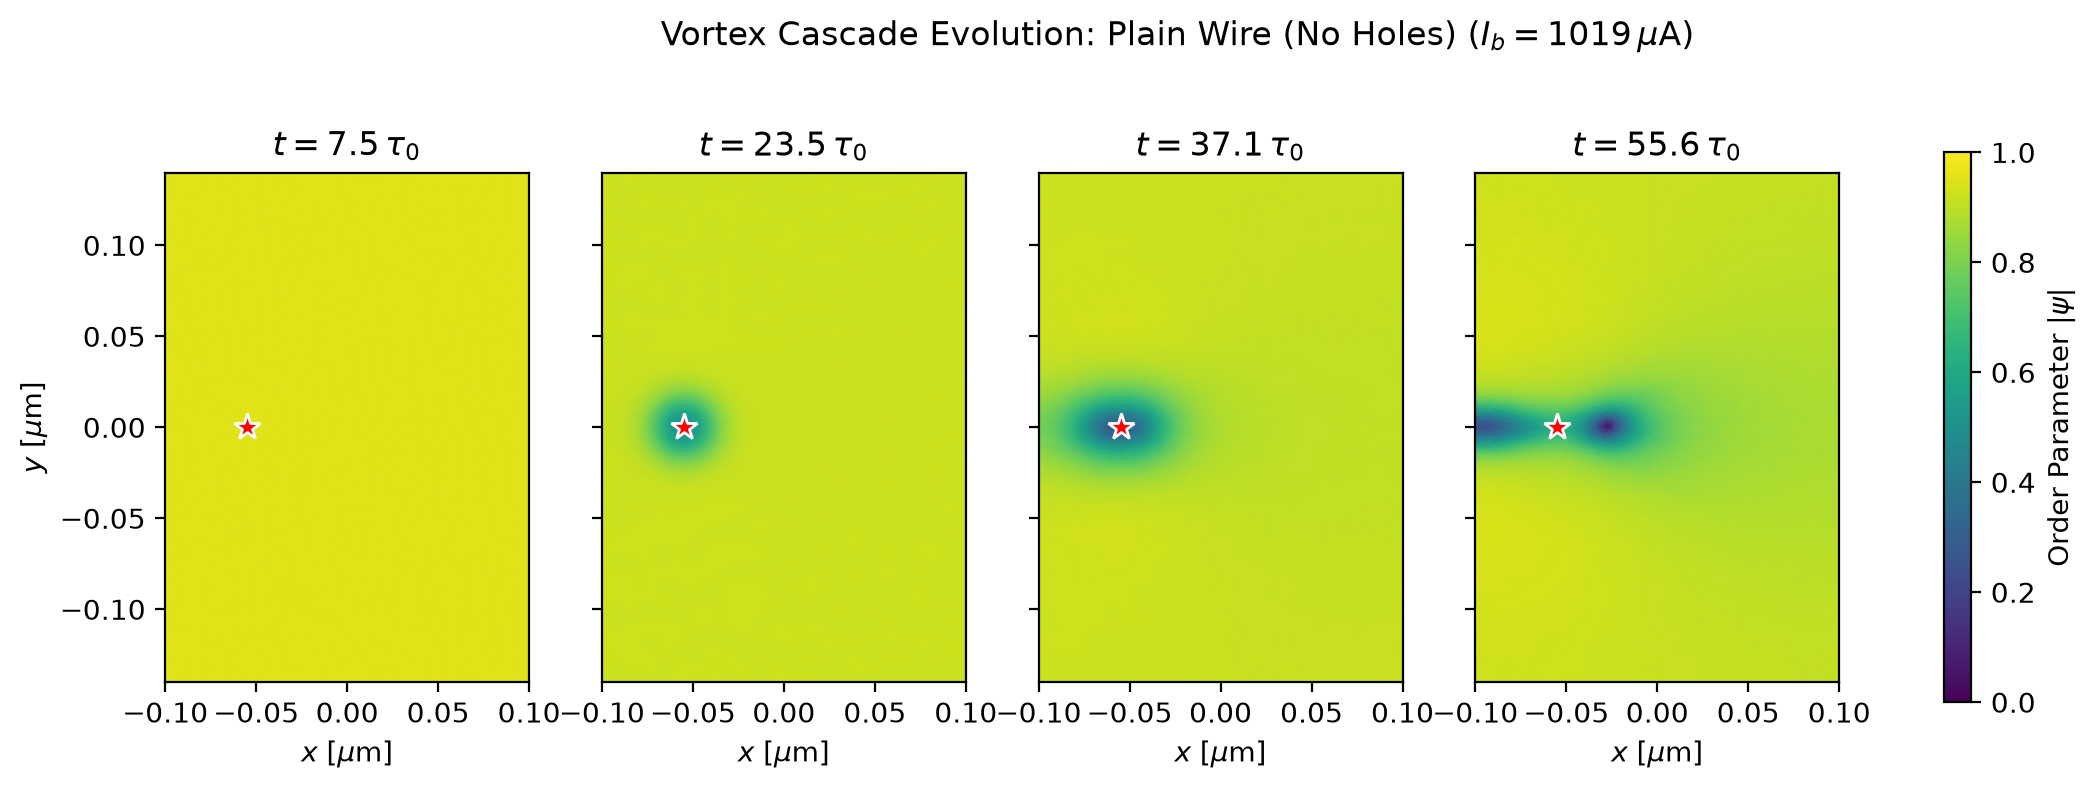 Vortex Cascade Evolution: Plain Wire (No Holes) (I_b = 1019 μA)
t = 7.5 τ₀
t = 23.5 τ₀
t = 37.1 τ₀
t = 55.6 τ₀
y [μm]
0.10
0.05
0.00
−0.05
−0.10
−0.10 −0.05 0.00 0.05 0.10
−0.10 −0.05 0.00 0.05 0.10
−0.10 −0.05 0.00 0.05 0.10
−0.10 −0.05 0.00 0.05 0.10
x [μm]
x [μm]
x [μm]
x [μm]
1.0
0.8
0.6
0.4
0.2
0.0
Order Parameter |ψ|